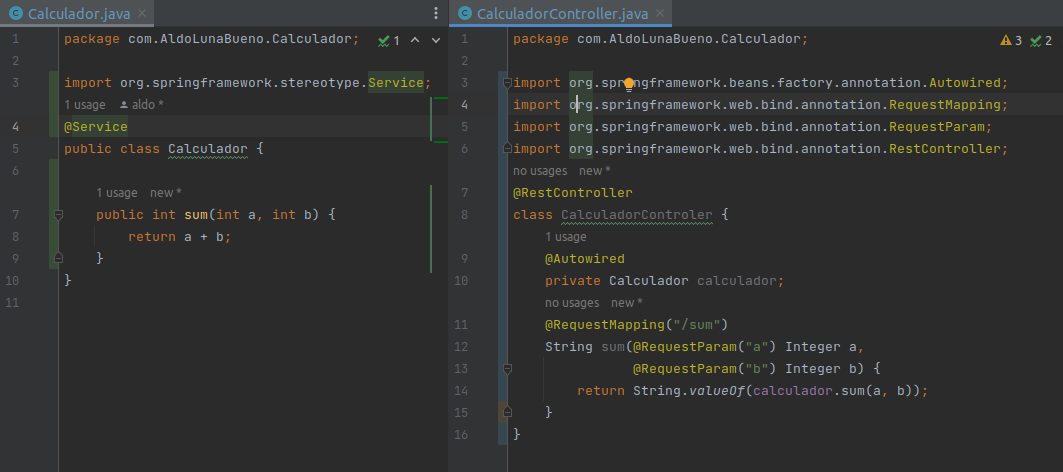 Calculador.java
1 package com.AldoLunaBueno.Calculador; 1
2
3 import org.springframework.stereotype.Service;
1 usage aldo *
4 @Service
5 public class Calculador {
6
1 usage new *
7 public int sum(int a, int b) {
8 return a + b;
9 }
10 }
11
CalculadorController.java
1 package com.AldoLunaBueno.Calculador; 3 2
2
3 import org.springframework.beans.factory.annotation.Autowired;
4 import org.springframework.web.bind.annotation.RequestMapping;
5 import org.springframework.web.bind.annotation.RequestParam;
6 import org.springframework.web.bind.annotation.RestController;
no usages new *
7 @RestController
8 class CalculadorControler {
1 usage
9 @Autowired
10 private Calculador calculador;
no usages new *
11 @RequestMapping("/sum")
12 String sum(@RequestParam("a") Integer a,
13 @RequestParam("b") Integer b) {
14 return String.valueOf(calculador.sum(a, b));
15 }
16 }